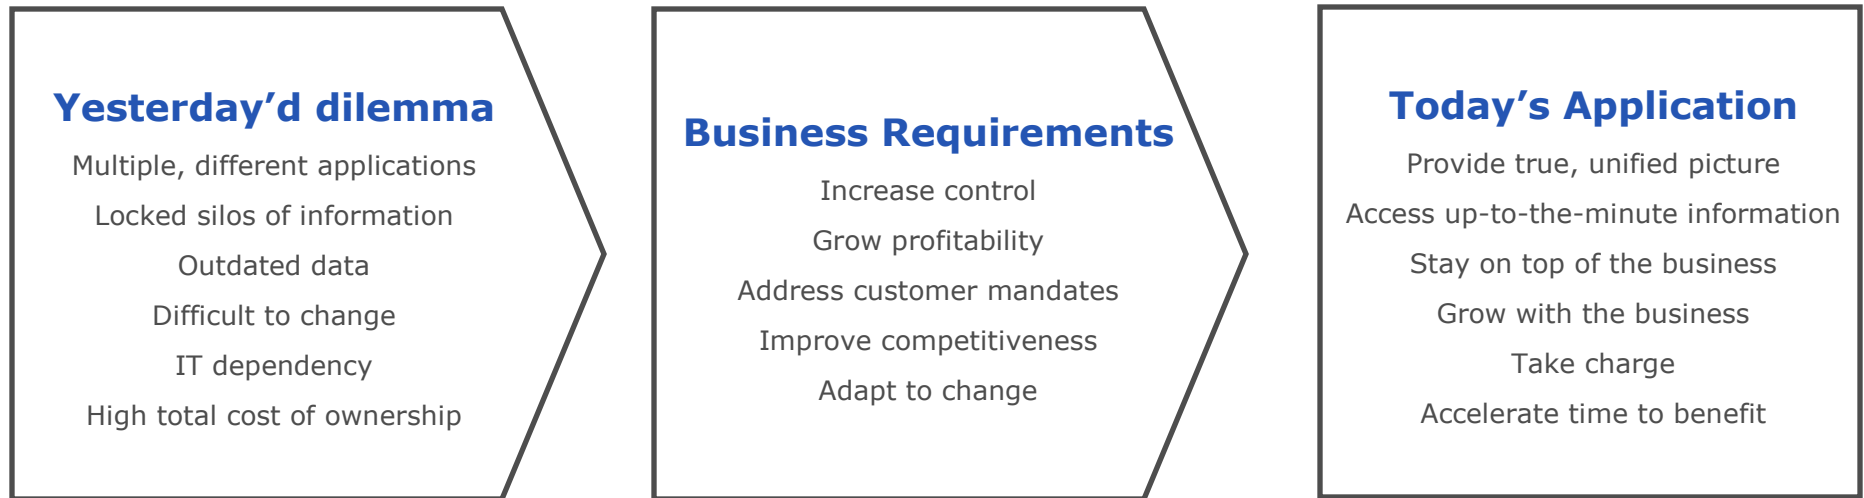 Yesterday’d dilemma
Multiple, different applications
Locked silos of information
Outdated data
Difficult to change
IT dependency
High total cost of ownership
Business Requirements
Increase control
Grow profitability
Address customer mandates
Improve competitiveness
Adapt to change
Today’s Application
Provide true, unified picture
Access up-to-the-minute information
Stay on top of the business
Grow with the business
Take charge
Accelerate time to benefit